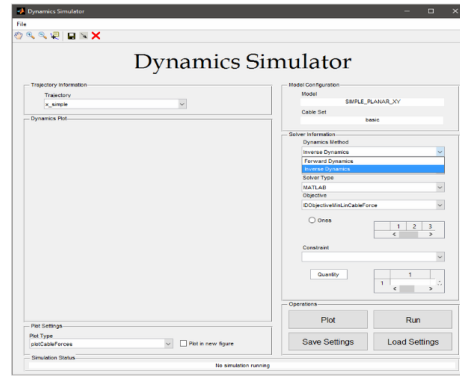 Dynamics Simulator
File
Dynamics Simulator
Trajectory Information
Trajectory
x_simple
Dynamics Plot
Model Configuration
Model
SIMPLE_PLANAR_XY
Cable Set
basic
Solver Information
Dynamics Method
Inverse Dynamics
Forward Dynamics
Inverse Dynamics
Solver Type
MATLAB
Objective
IDObjectiveMinLinCableForce
Ones
1 2 3
Constraint
Quantity
1
1
Operations
Plot
Run
Save Settings
Load Settings
Plot Settings
Plot Type
plotCableForces
Plot in new figure
Simulation Status
No simulation running